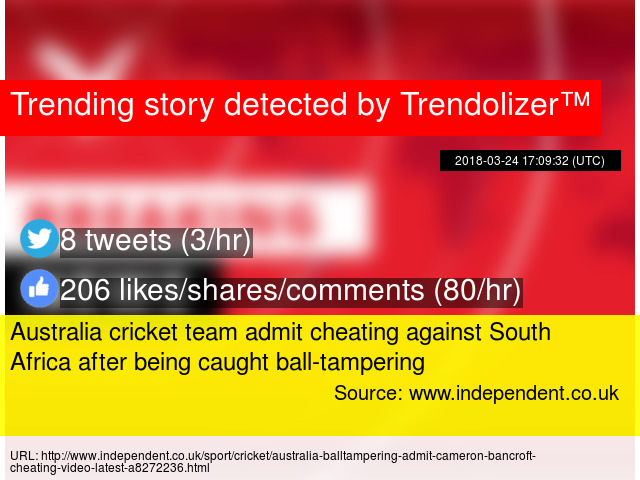 Trending story detected by Trendolizer™
2018-03-24 17:09:32 (UTC)
BREAKING
8 tweets (3/hr)
206 likes/shares/comments (80/hr)
Australia cricket team admit cheating against South
Africa after being caught ball-tampering
Source: www.independent.co.uk
URL: http://www.independent.co.uk/sport/cricket/australia-balltampering-admit-cameron-bancroft-
cheating-video-latest-a8272236.html